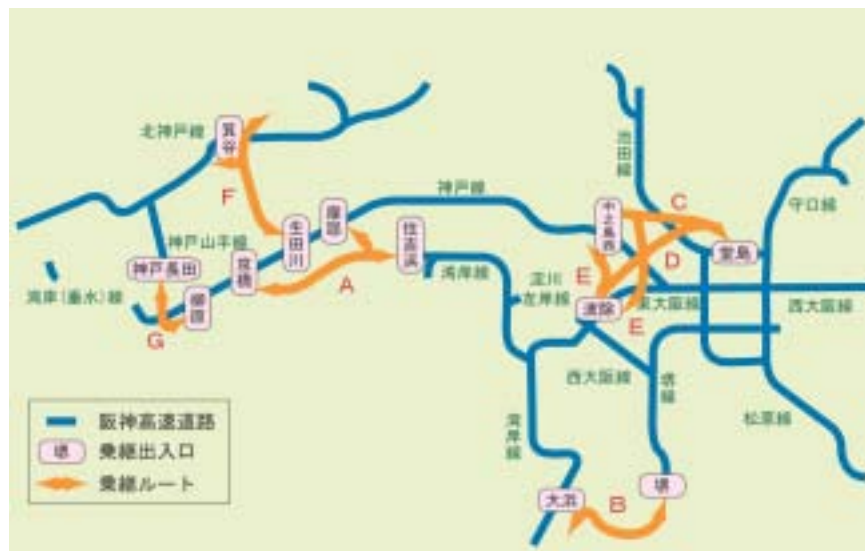 北神戸線
箕谷
F
神戸山手線
生田川
摩耶
神戸長田
湾岸(垂水)線
G
柳原
京橋
A
住吉浜
神戸線
湾岸線
中之島西
池田線
C
D
堂島
守口線
E
淀川
左岸線
E
東大阪線
西大阪線
西大阪線
堺線
松原線
湾岸線
大浜
B
堺
阪神高速道路
堺
乗継出入口
乗継ルート